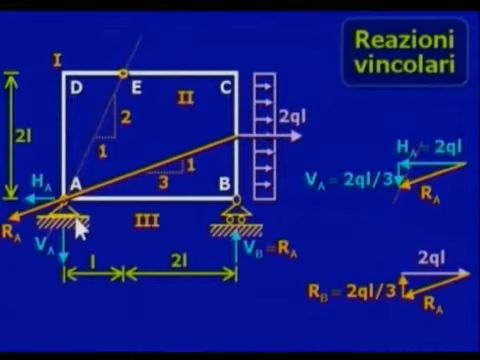 Reazioni
vincolari
I
D
E
C
II
2ql
2l
2
1
H_A = 2ql
V_A = 2ql/3
R_A
1
3
H_A
A
B
III
R_A
V_A
V_B = R_A
l
2l
2ql
R_B = 2ql/3
R_A